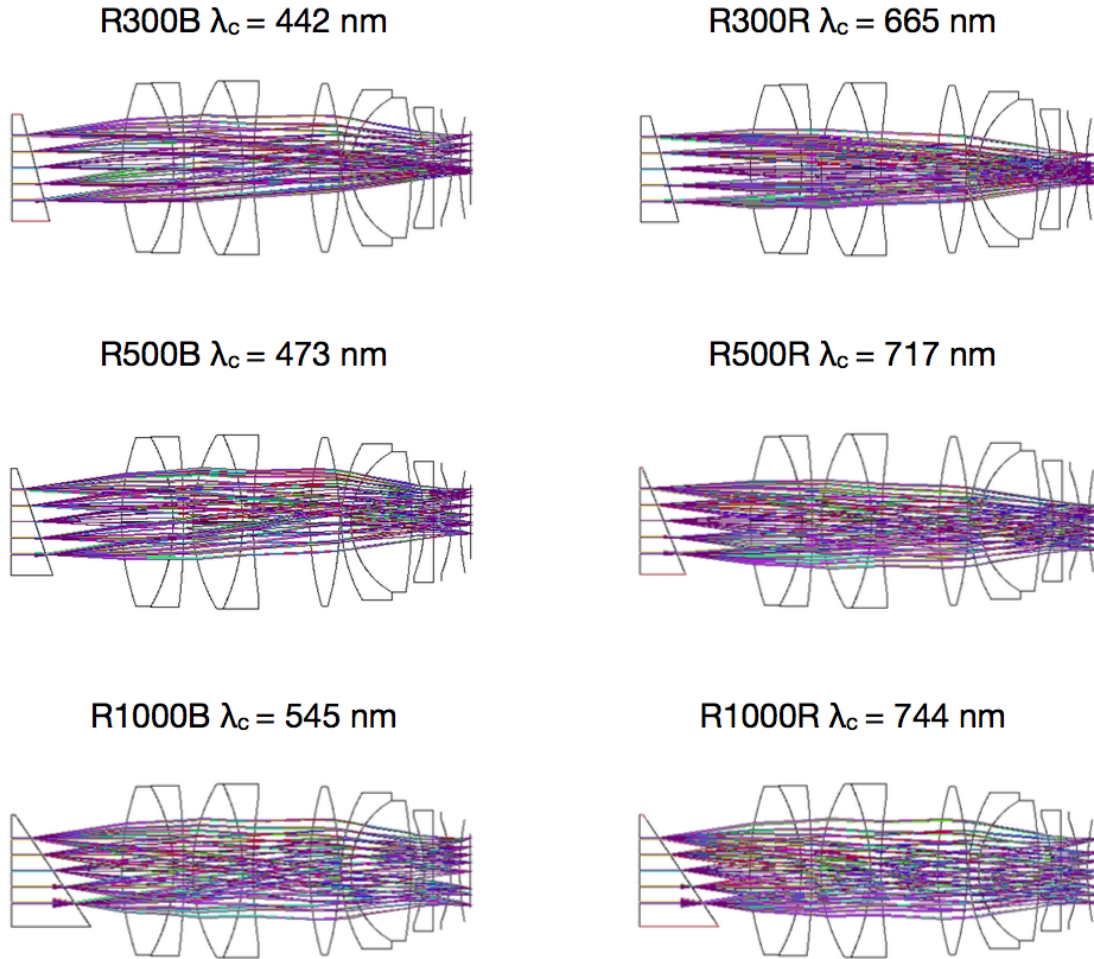 R300B λc = 442 nm
R300R λc = 665 nm
R500B λc = 473 nm
R500R λc = 717 nm
R1000B λc = 545 nm
R1000R λc = 744 nm